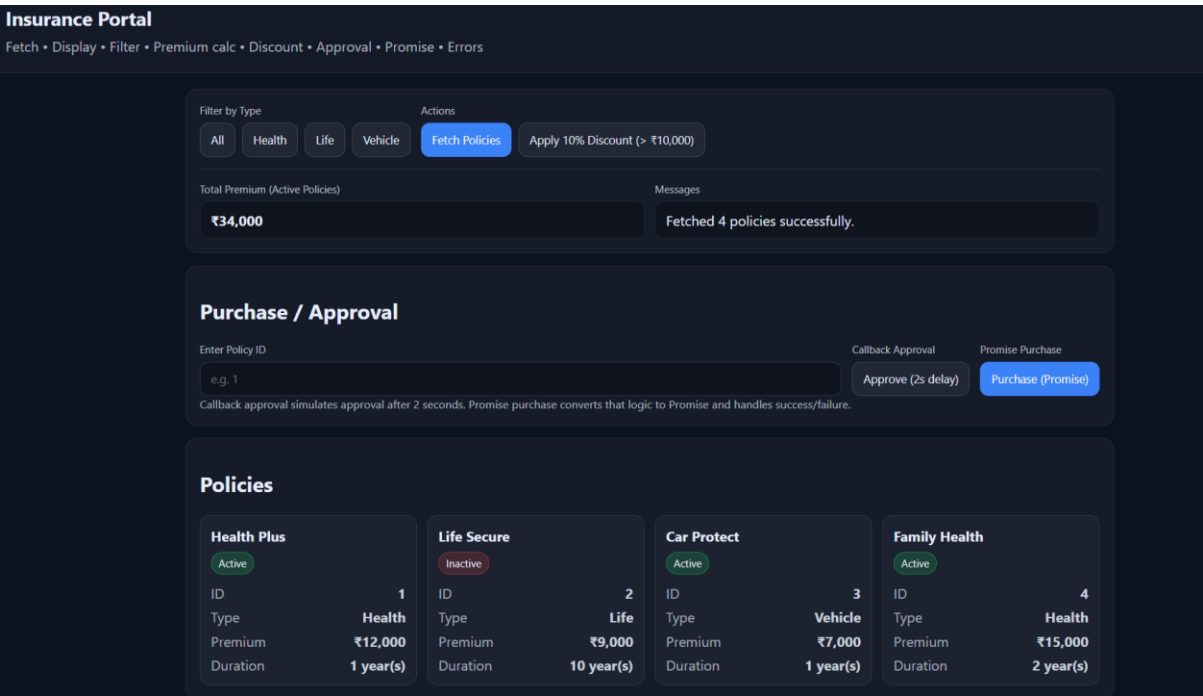 Insurance Portal
Fetch • Display • Filter • Premium calc • Discount • Approval • Promise • Errors
Filter by Type
Actions
All
Health
Life
Vehicle
Fetch Policies
Apply 10% Discount (> ₹10,000)
Total Premium (Active Policies)
₹34,000
Messages
Fetched 4 policies successfully.
Purchase / Approval
Enter Policy ID
e.g. 1
Callback Approval
Approve (2s delay)
Promise Purchase
Purchase (Promise)
Callback approval simulates approval after 2 seconds. Promise purchase converts that logic to Promise and handles success/failure.
Policies
Health Plus
Active
ID 1
Type Health
Premium ₹12,000
Duration 1 year(s)
Life Secure
Inactive
ID 2
Type Life
Premium ₹9,000
Duration 10 year(s)
Car Protect
Active
ID 3
Type Vehicle
Premium ₹7,000
Duration 1 year(s)
Family Health
Active
ID 4
Type Health
Premium ₹15,000
Duration 2 year(s)